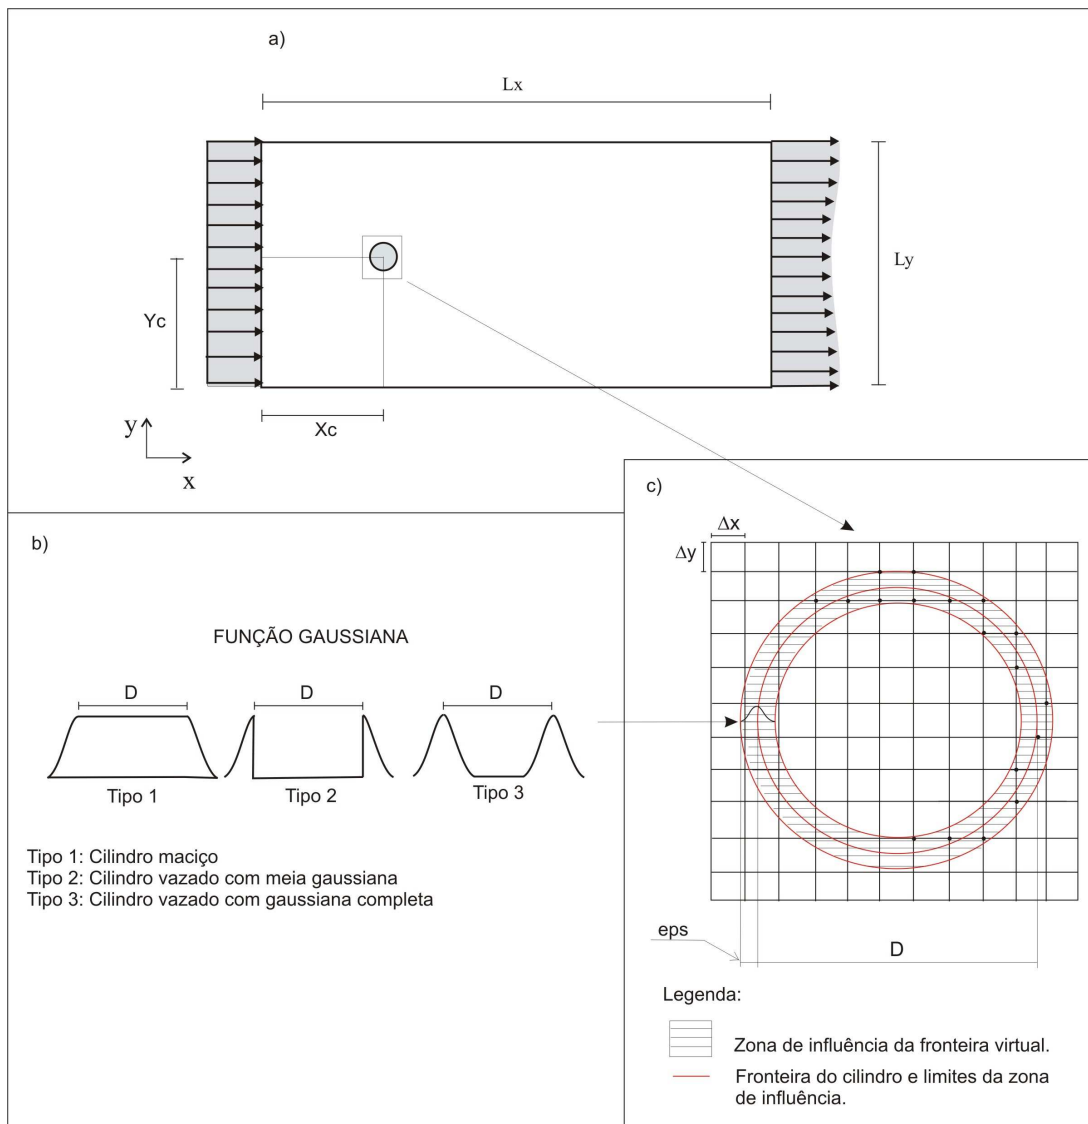 a)
Lx
Ly
Yc
Xc
y
x
b)
FUNÇÃO GAUSSIANA
D
D
D
Tipo 1
Tipo 2
Tipo 3
Tipo 1: Cilindro maciço
Tipo 2: Cilindro vazado com meia gaussiana
Tipo 3: Cilindro vazado com gaussiana completa
c)
Δx
Δy
eps
D
Legenda:
Zona de influência da fronteira virtual.
Fronteira do cilindro e limites da zona
de influência.